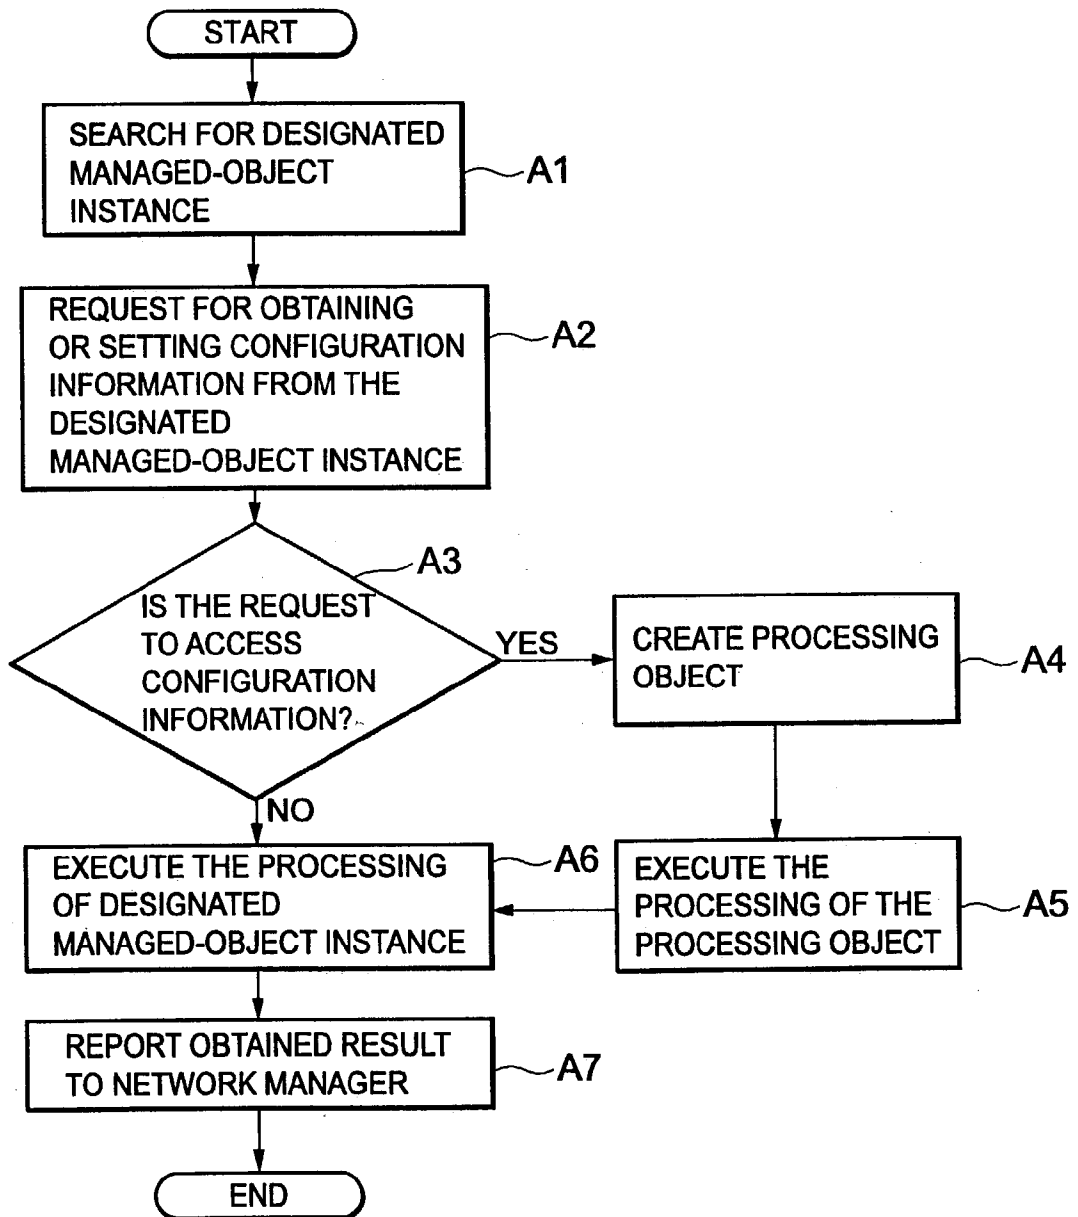 START
SEARCH FOR DESIGNATED
MANAGED-OBJECT
INSTANCE
A1
REQUEST FOR OBTAINING
OR SETTING CONFIGURATION
INFORMATION FROM THE
DESIGNATED
MANAGED-OBJECT INSTANCE
A2
A3
IS THE REQUEST
TO ACCESS
CONFIGURATION
INFORMATION?
YES
CREATE PROCESSING
OBJECT
A4
NO
EXECUTE THE PROCESSING
OF DESIGNATED
MANAGED-OBJECT INSTANCE
A6
EXECUTE THE
PROCESSING OF THE
PROCESSING OBJECT
A5
REPORT OBTAINED RESULT
TO NETWORK MANAGER
A7
END